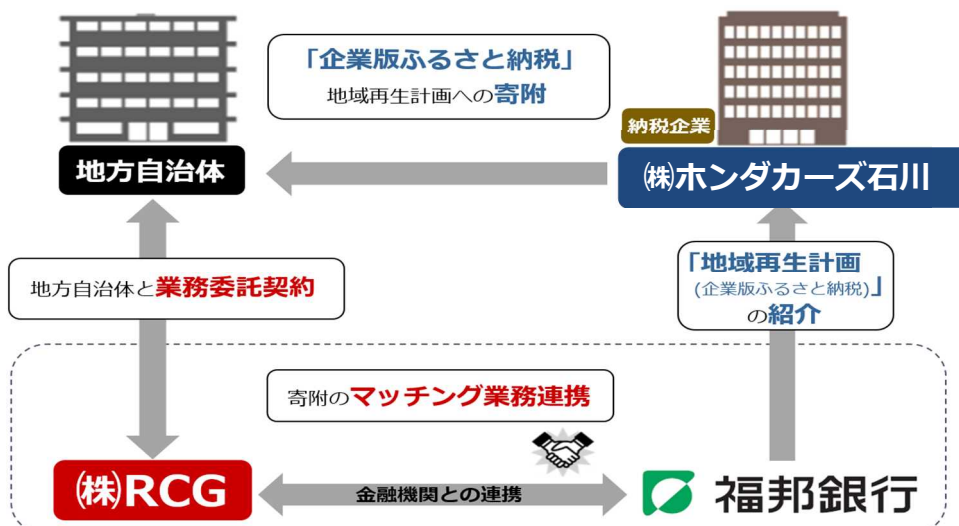 「企業版ふるさと納税」
地域再生計画への寄附
納税企業
地方自治体
㈱ホンダカーズ石川
地方自治体と業務委託契約
「地域再生計画
(企業版ふるさと納税)」
の紹介
寄附のマッチング業務連携
㈱RCG
金融機関との連携
福邦銀行